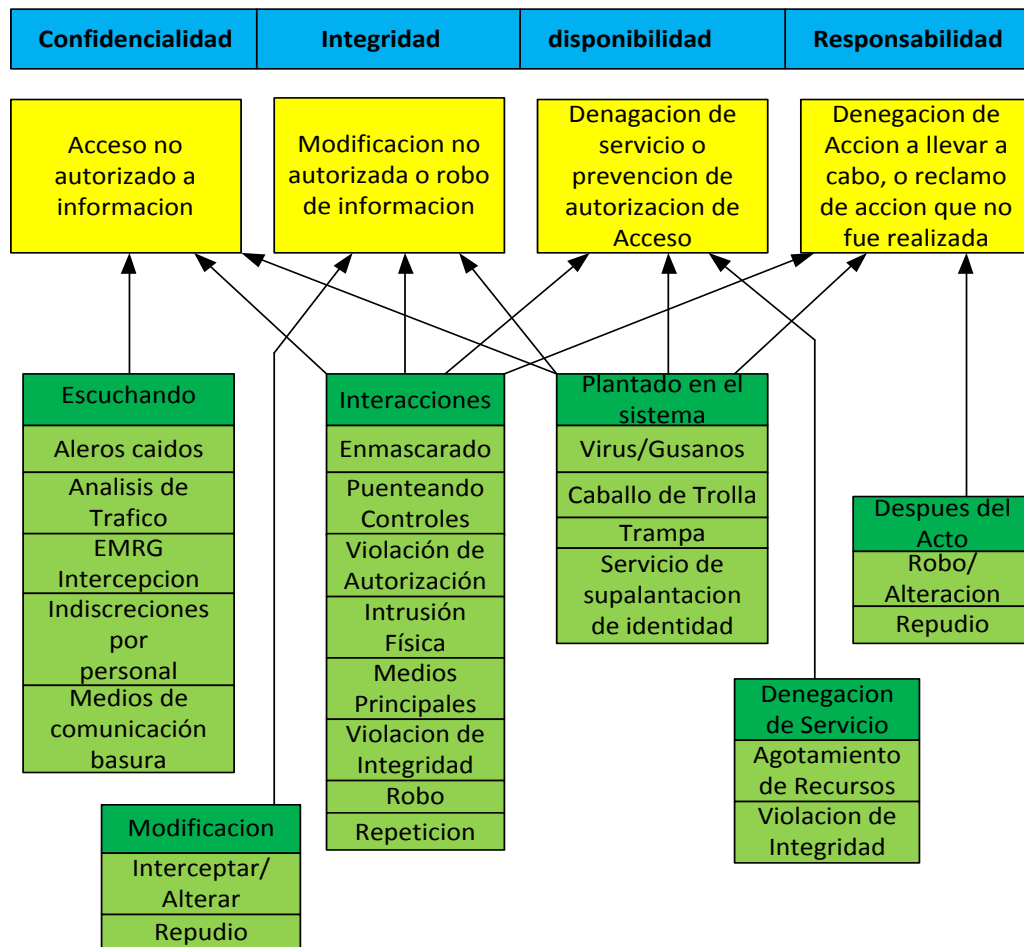 Confidencialidad
Integridad
disponibilidad
Responsabilidad
Acceso no
autorizado a
informacion
Modificacion no
autorizada o robo
de informacion
Denagacion de
servicio o
prevencion de
autorizacion de
Acceso
Denegacion de
Accion a llevar a
cabo, o reclamo
de accion que no
fue realizada
Escuchando
Aleros caidos
Analisis de
Trafico
EMRG
Intercepcion
Indiscreciones
por
personal
Medios de
comunicación
basura
Modificacion
Interceptar/
Alterar
Repudio
Interacciones
Enmascarado
Puenteando
Controles
Violación de
Autorización
Intrusión
Física
Medios
Principales
Violacion de
Integridad
Robo
Repeticion
Plantado en el
sistema
Virus/Gusanos
Caballo de Trolla
Trampa
Servicio de
supalantacion
de identidad
Denegacion
de Servicio
Agotamiento
de Recursos
Violacion de
Integridad
Despues del
Acto
Robo/
Alteracion
Repudio